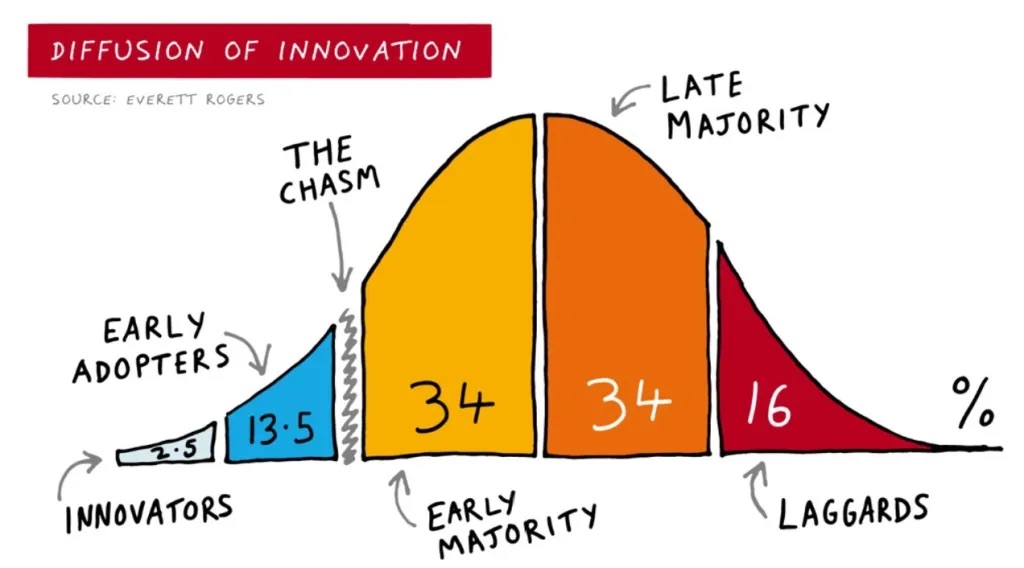 DIFFUSION OF INNOVATION
SOURCE: EVERETT ROGERS
LATE
MAJORITY
THE
CHASM
EARLY
ADOPTERS
2.5
13.5
34
34
16
%
INNOVATORS
EARLY
MAJORITY
LAGGARDS